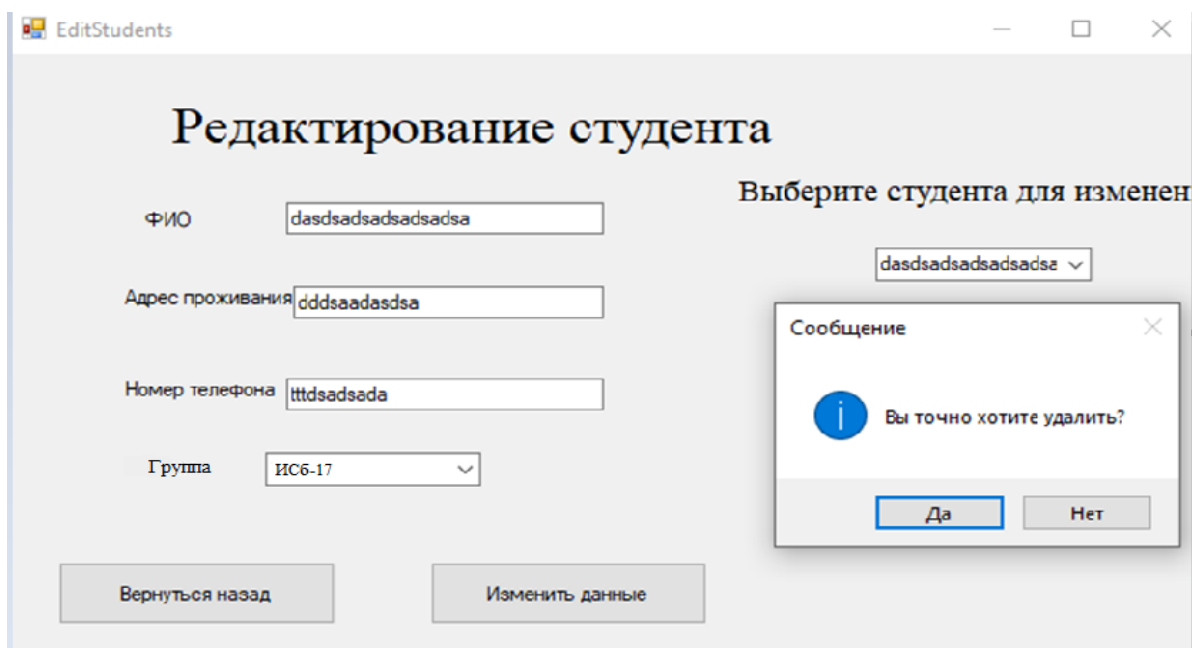 EditStudents
Редактирование студента
Выберите студента для изменен
ФИО
dasdsadsadsadsadsa
dasdsadsadsadsadsa
Адрес проживания
dddsaadasdsa
Сообщение
Вы точно хотите удалить?
Да
Нет
Номер телефона
tttdsadsada
Группа
ИСб-17
Вернуться назад
Изменить данные